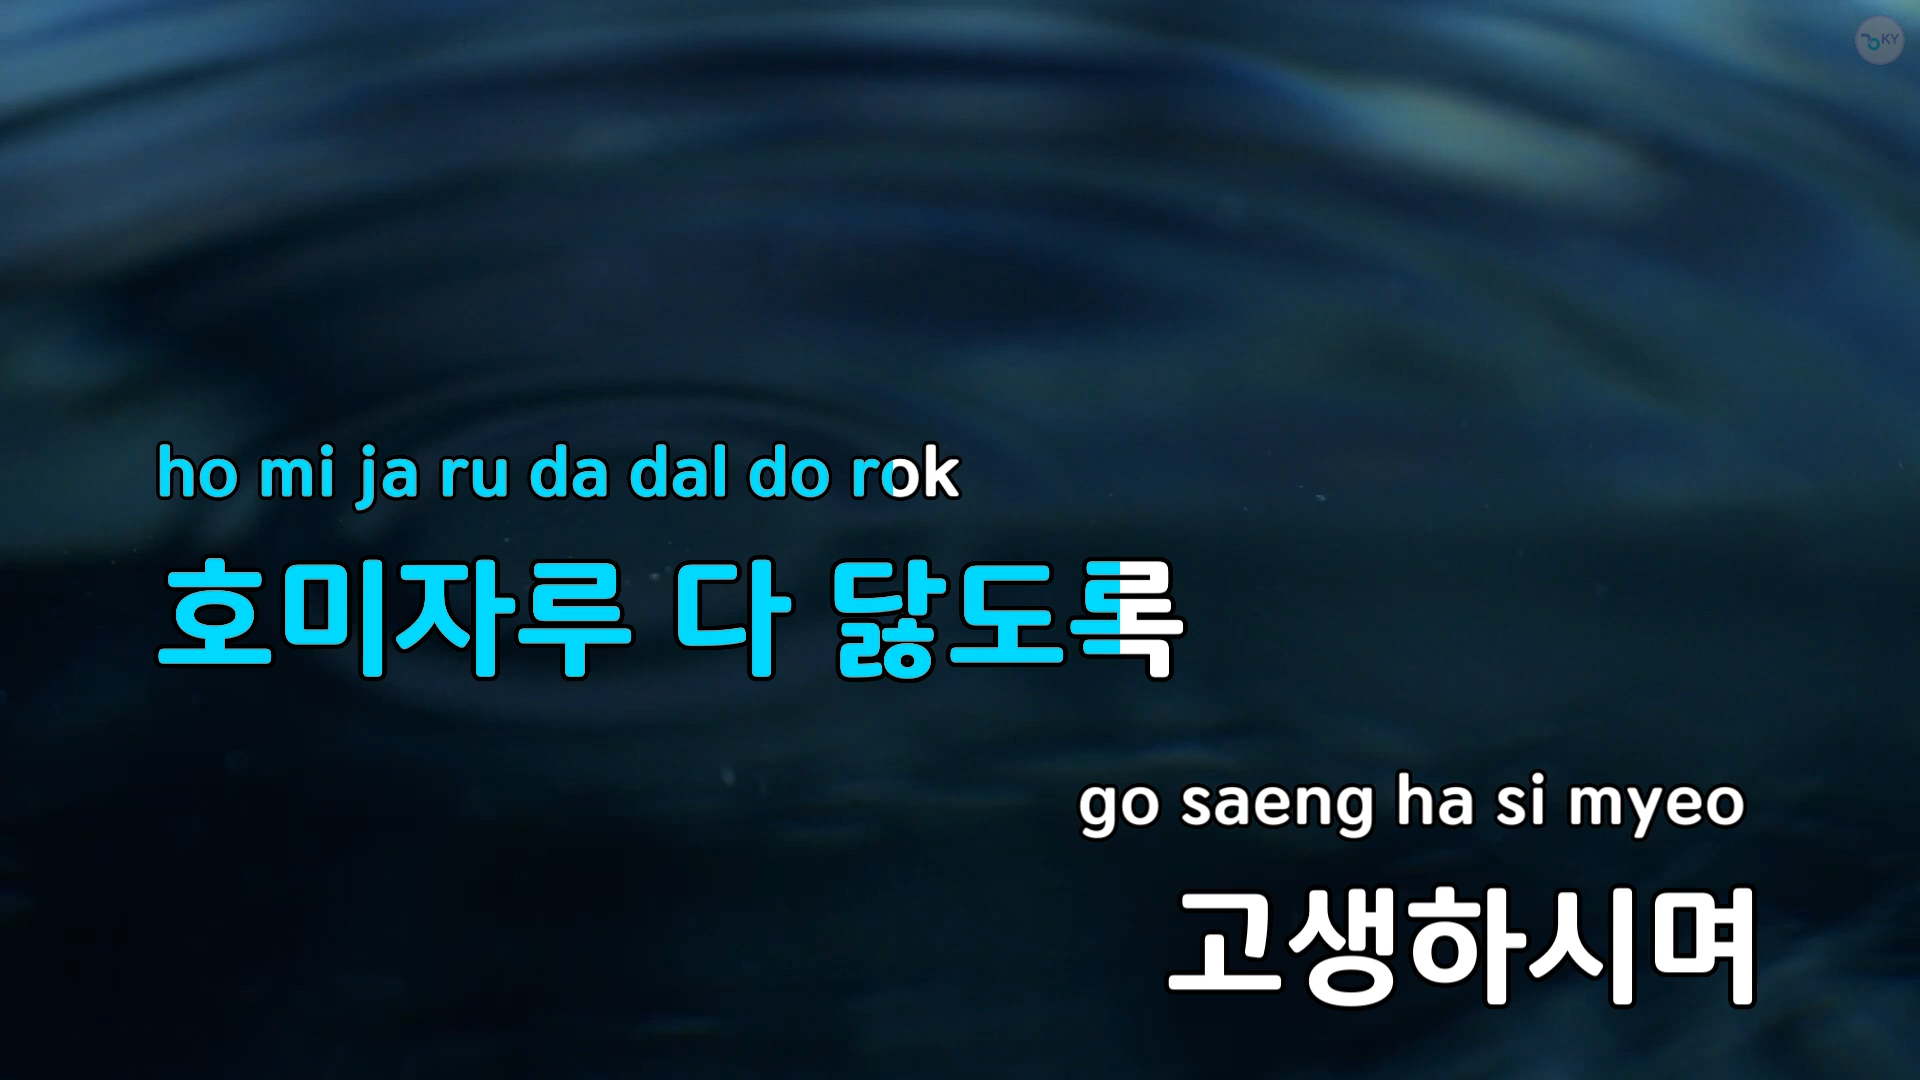 KY
ho mi ja ru da dal do rok
호미자루 다 닳도록
go saeng ha si myeo
고생하시며